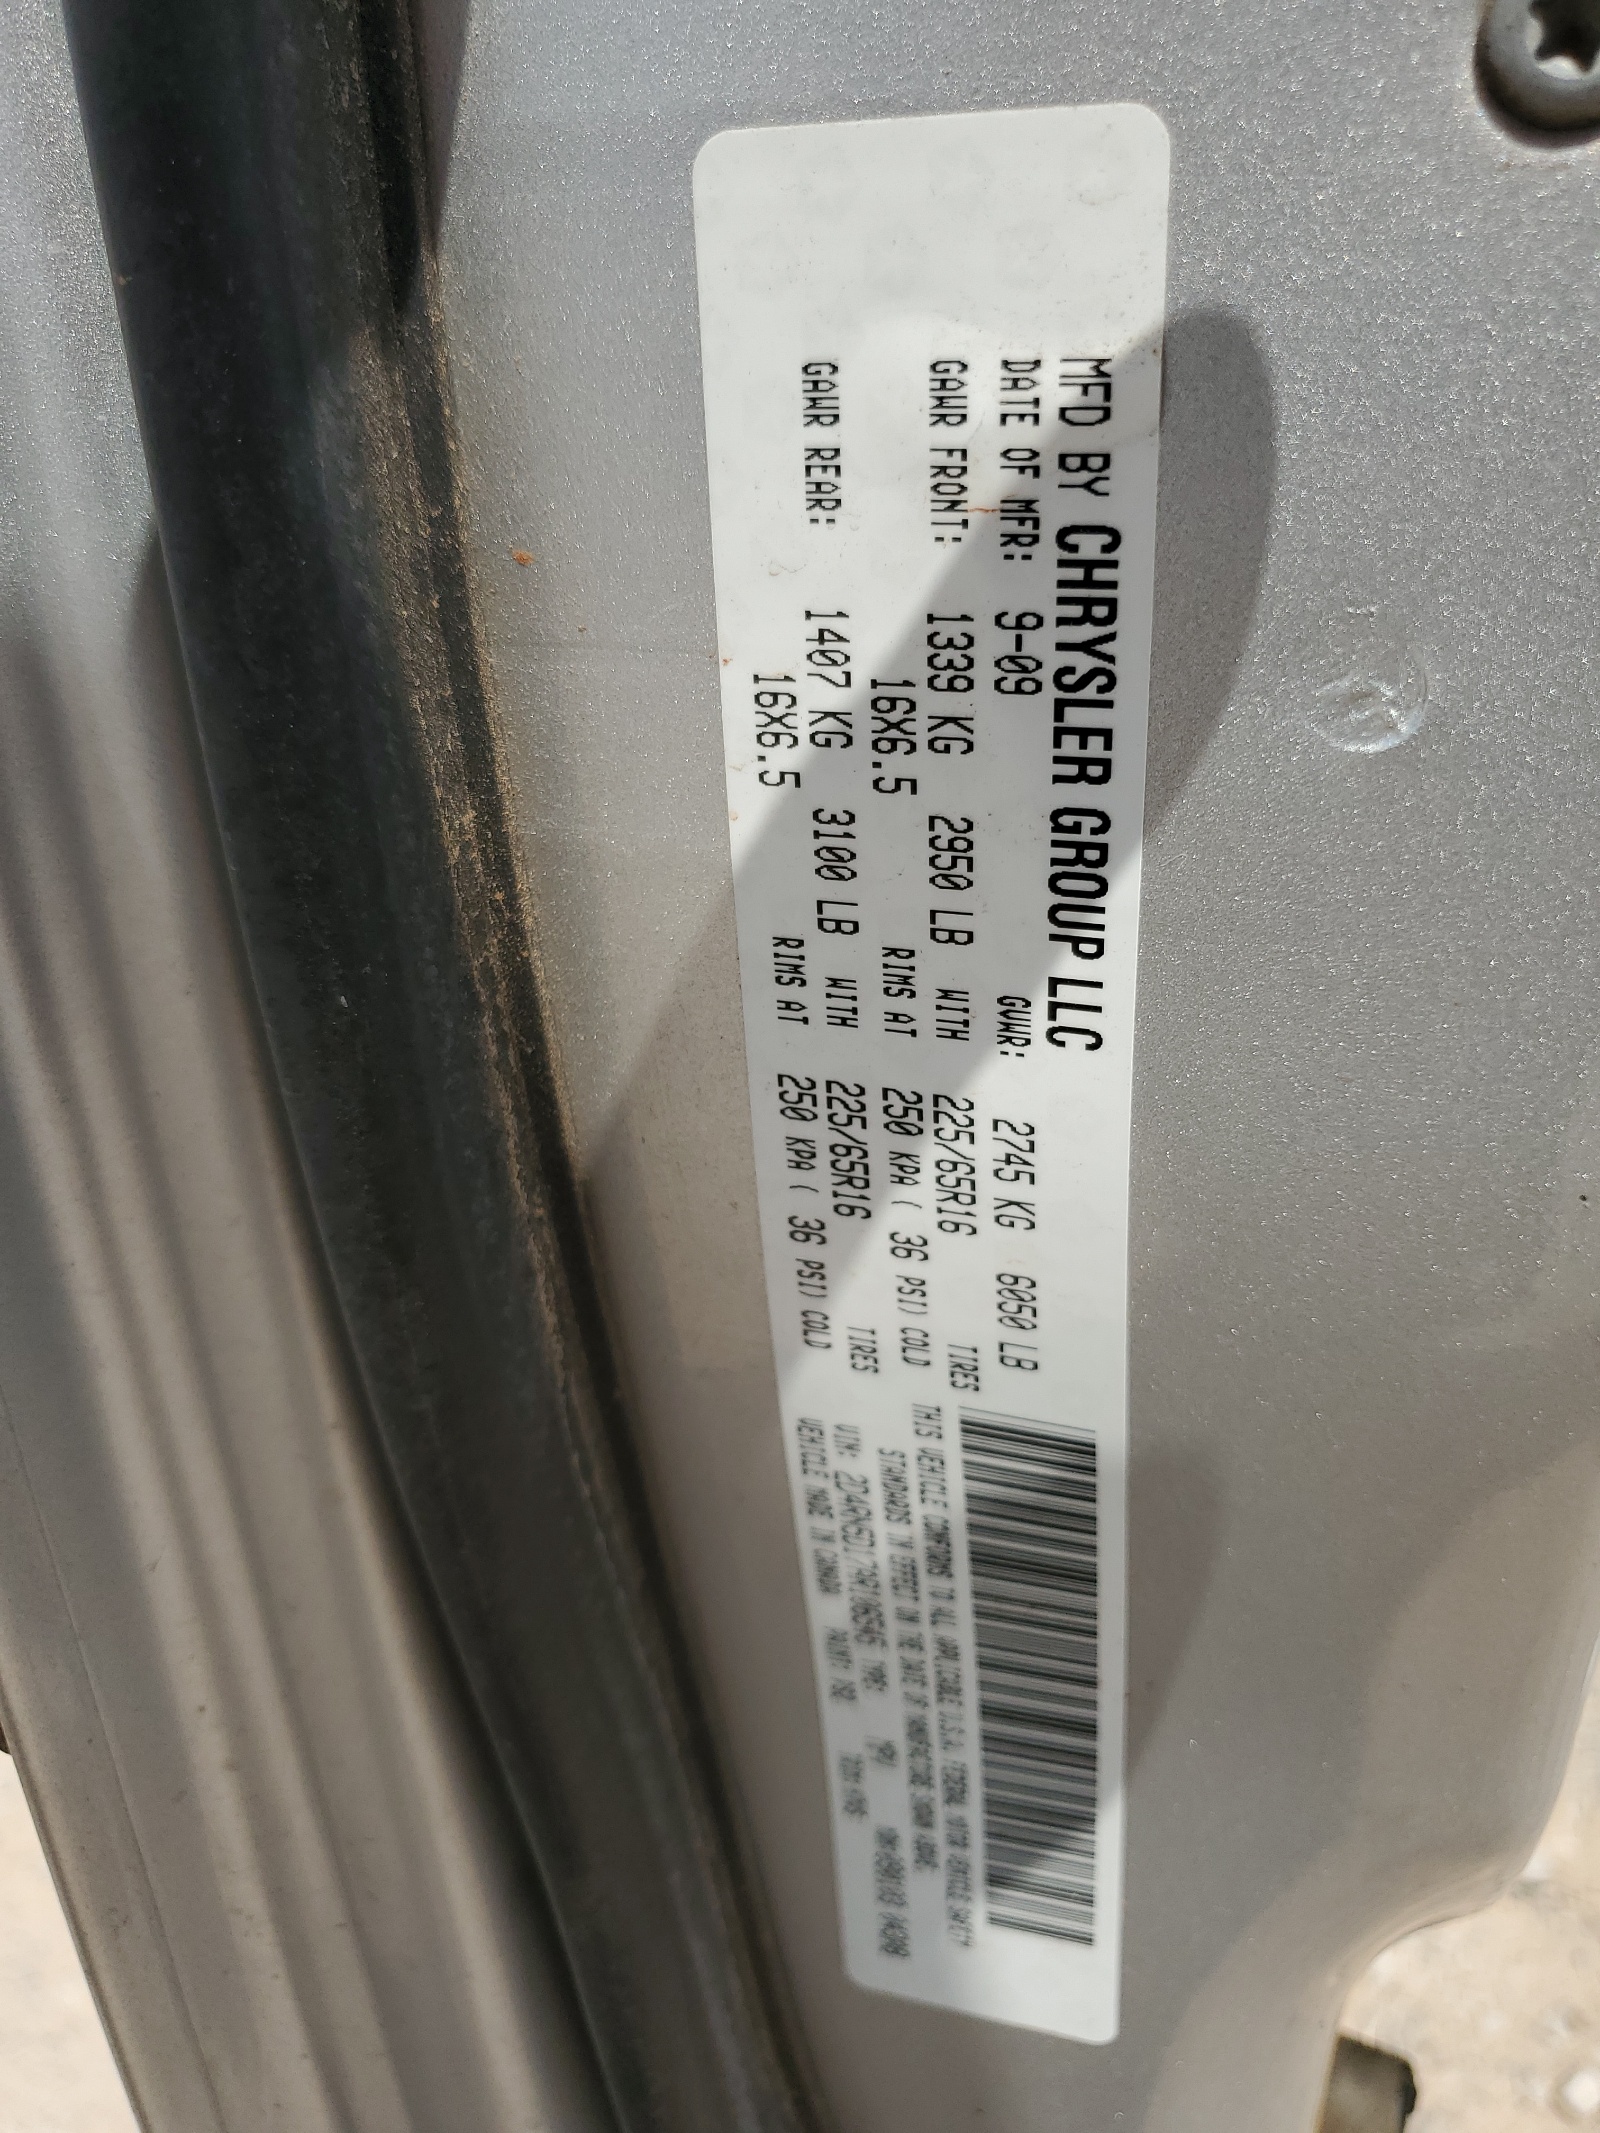 MFD BY CHRYSLER GROUP LLC
DATE OF MFR: 9-09 GVWR: 2745 KG 6050 LB
GAWR FRONT: 1339 KG 2950 LB WITH 225/65R16 TIRES
16X6.5 RIMS AT 250 KPA ( 36 PSI) COLD
GAWR REAR: 1407 KG 3100 LB WITH 225/65R16 TIRES
16X6.5 RIMS AT 250 KPA ( 36 PSI) COLD
THIS VEHICLE CONFORMS TO ALL APPLICABLE U.S.A. FEDERAL MOTOR VEHICLE SAFETY
STANDARDS IN EFFECT ON THE DATE OF MANUFACTURE SHOWN ABOVE.
VIN: TYPE:
VEHICLE MADE IN CANADA PAINT: